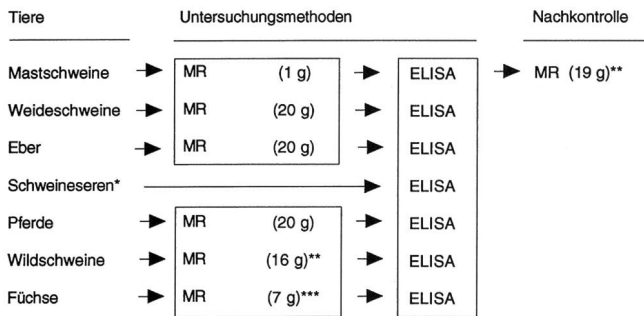 Tiere Untersuchungsmethoden Nachkontrolle
Mastschweine MR (1 g) ELISA MR (19 g)**
Weideschweine MR (20 g) ELISA
Eber MR (20 g) ELISA
Schweineseren* ELISA
Pferde MR (20 g) ELISA
Wildschweine MR (16 g)** ELISA
Füchse MR (7 g)*** ELISA